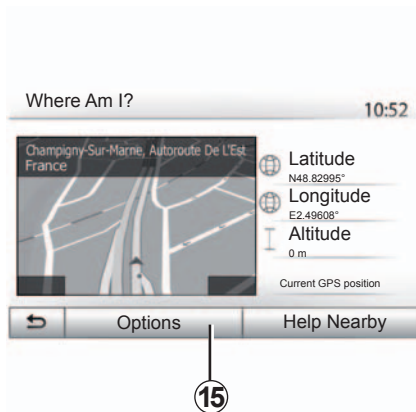 Where Am I?
10:52
Champigny-Sur-Marne, Autoroute De L'Est
France
Latitude
N48.82995°
Longitude
E2.49608°
Altitude
0 m
Current GPS position
Options
Help Nearby
15